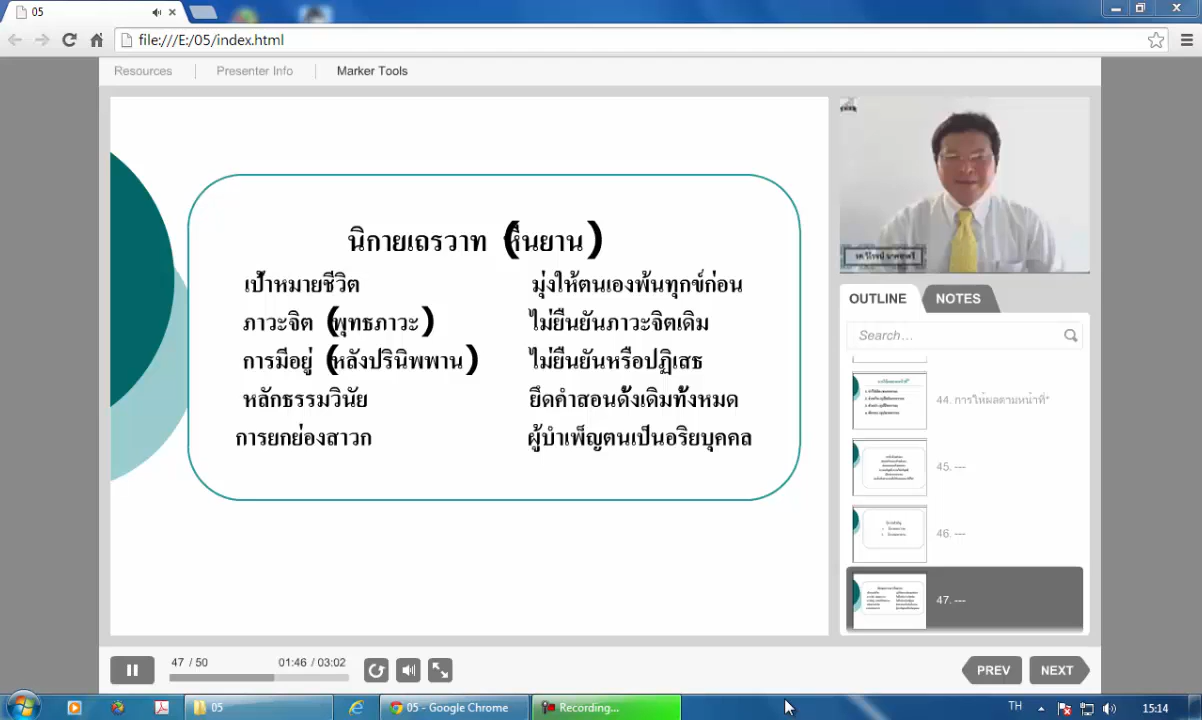 05
file:///E:/05/index.html
Resources
Presenter Info
Marker Tools
นิกายเถรวาท (หีนยาน)
เป้าหมายชีวิต มุ่งให้ตนเองพ้นทุกข์ก่อน
ภาวะจิต (พุทธภาวะ) ไม่ยืนยันภาวะจิตเดิม
การมีอยู่ (หลังปรินิพพาน) ไม่ยืนยันหรือปฏิเสธ
หลักธรรมวินัย ยึดคำสอนดั้งเดิมทั้งหมด
การยกย่องสาวก ผู้บำเพ็ญตนเป็นอริยบุคคล
OUTLINE
NOTES
Search...
44. การให้ผลตามหน้าที่*
45. ---
46. ---
47. ---
47 / 50
01:46 / 03:02
PREV
NEXT
05
05 - Google Chrome
Recording...
TH
15:14